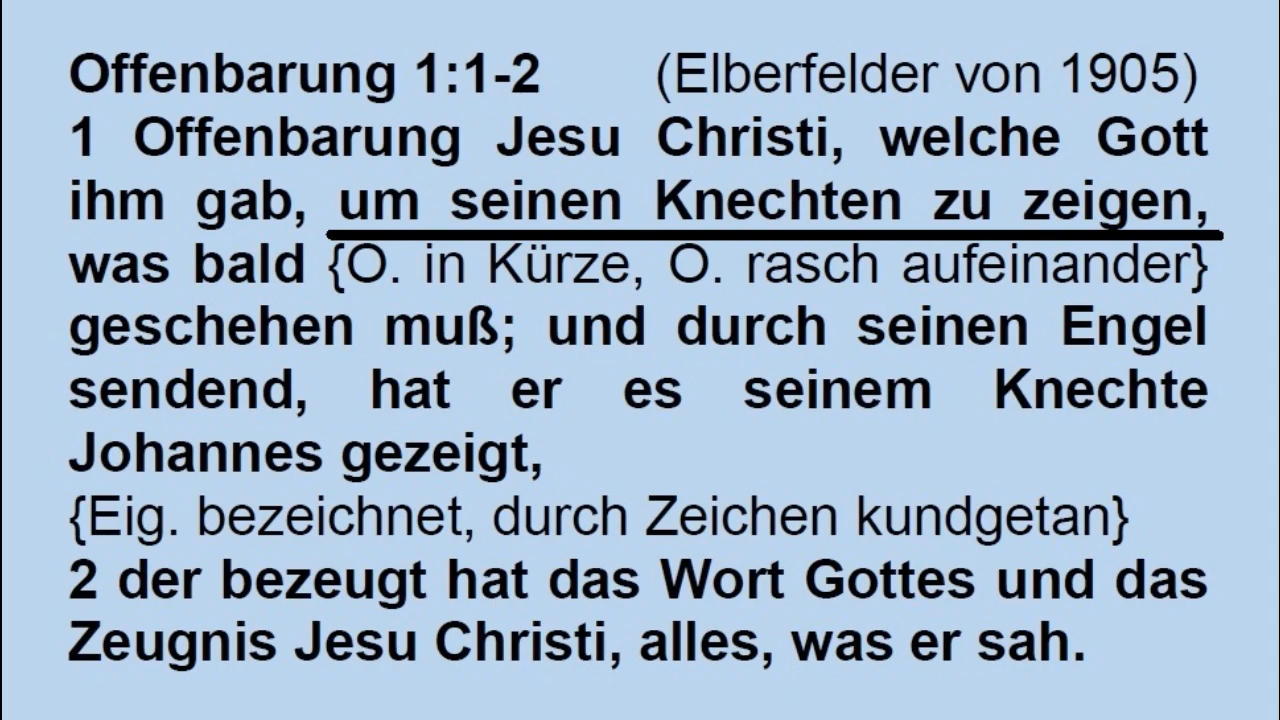 Offenbarung 1:1-2 (Elberfelder von 1905)
1 Offenbarung Jesu Christi, welche Gott
ihm gab, um seinen Knechten zu zeigen,
was bald {O. in Kürze, O. rasch aufeinander}
geschehen muß; und durch seinen Engel
sendend, hat er es seinem Knechte
Johannes gezeigt,
{Eig. bezeichnet, durch Zeichen kundgetan}
2 der bezeugt hat das Wort Gottes und das
Zeugnis Jesu Christi, alles, was er sah.